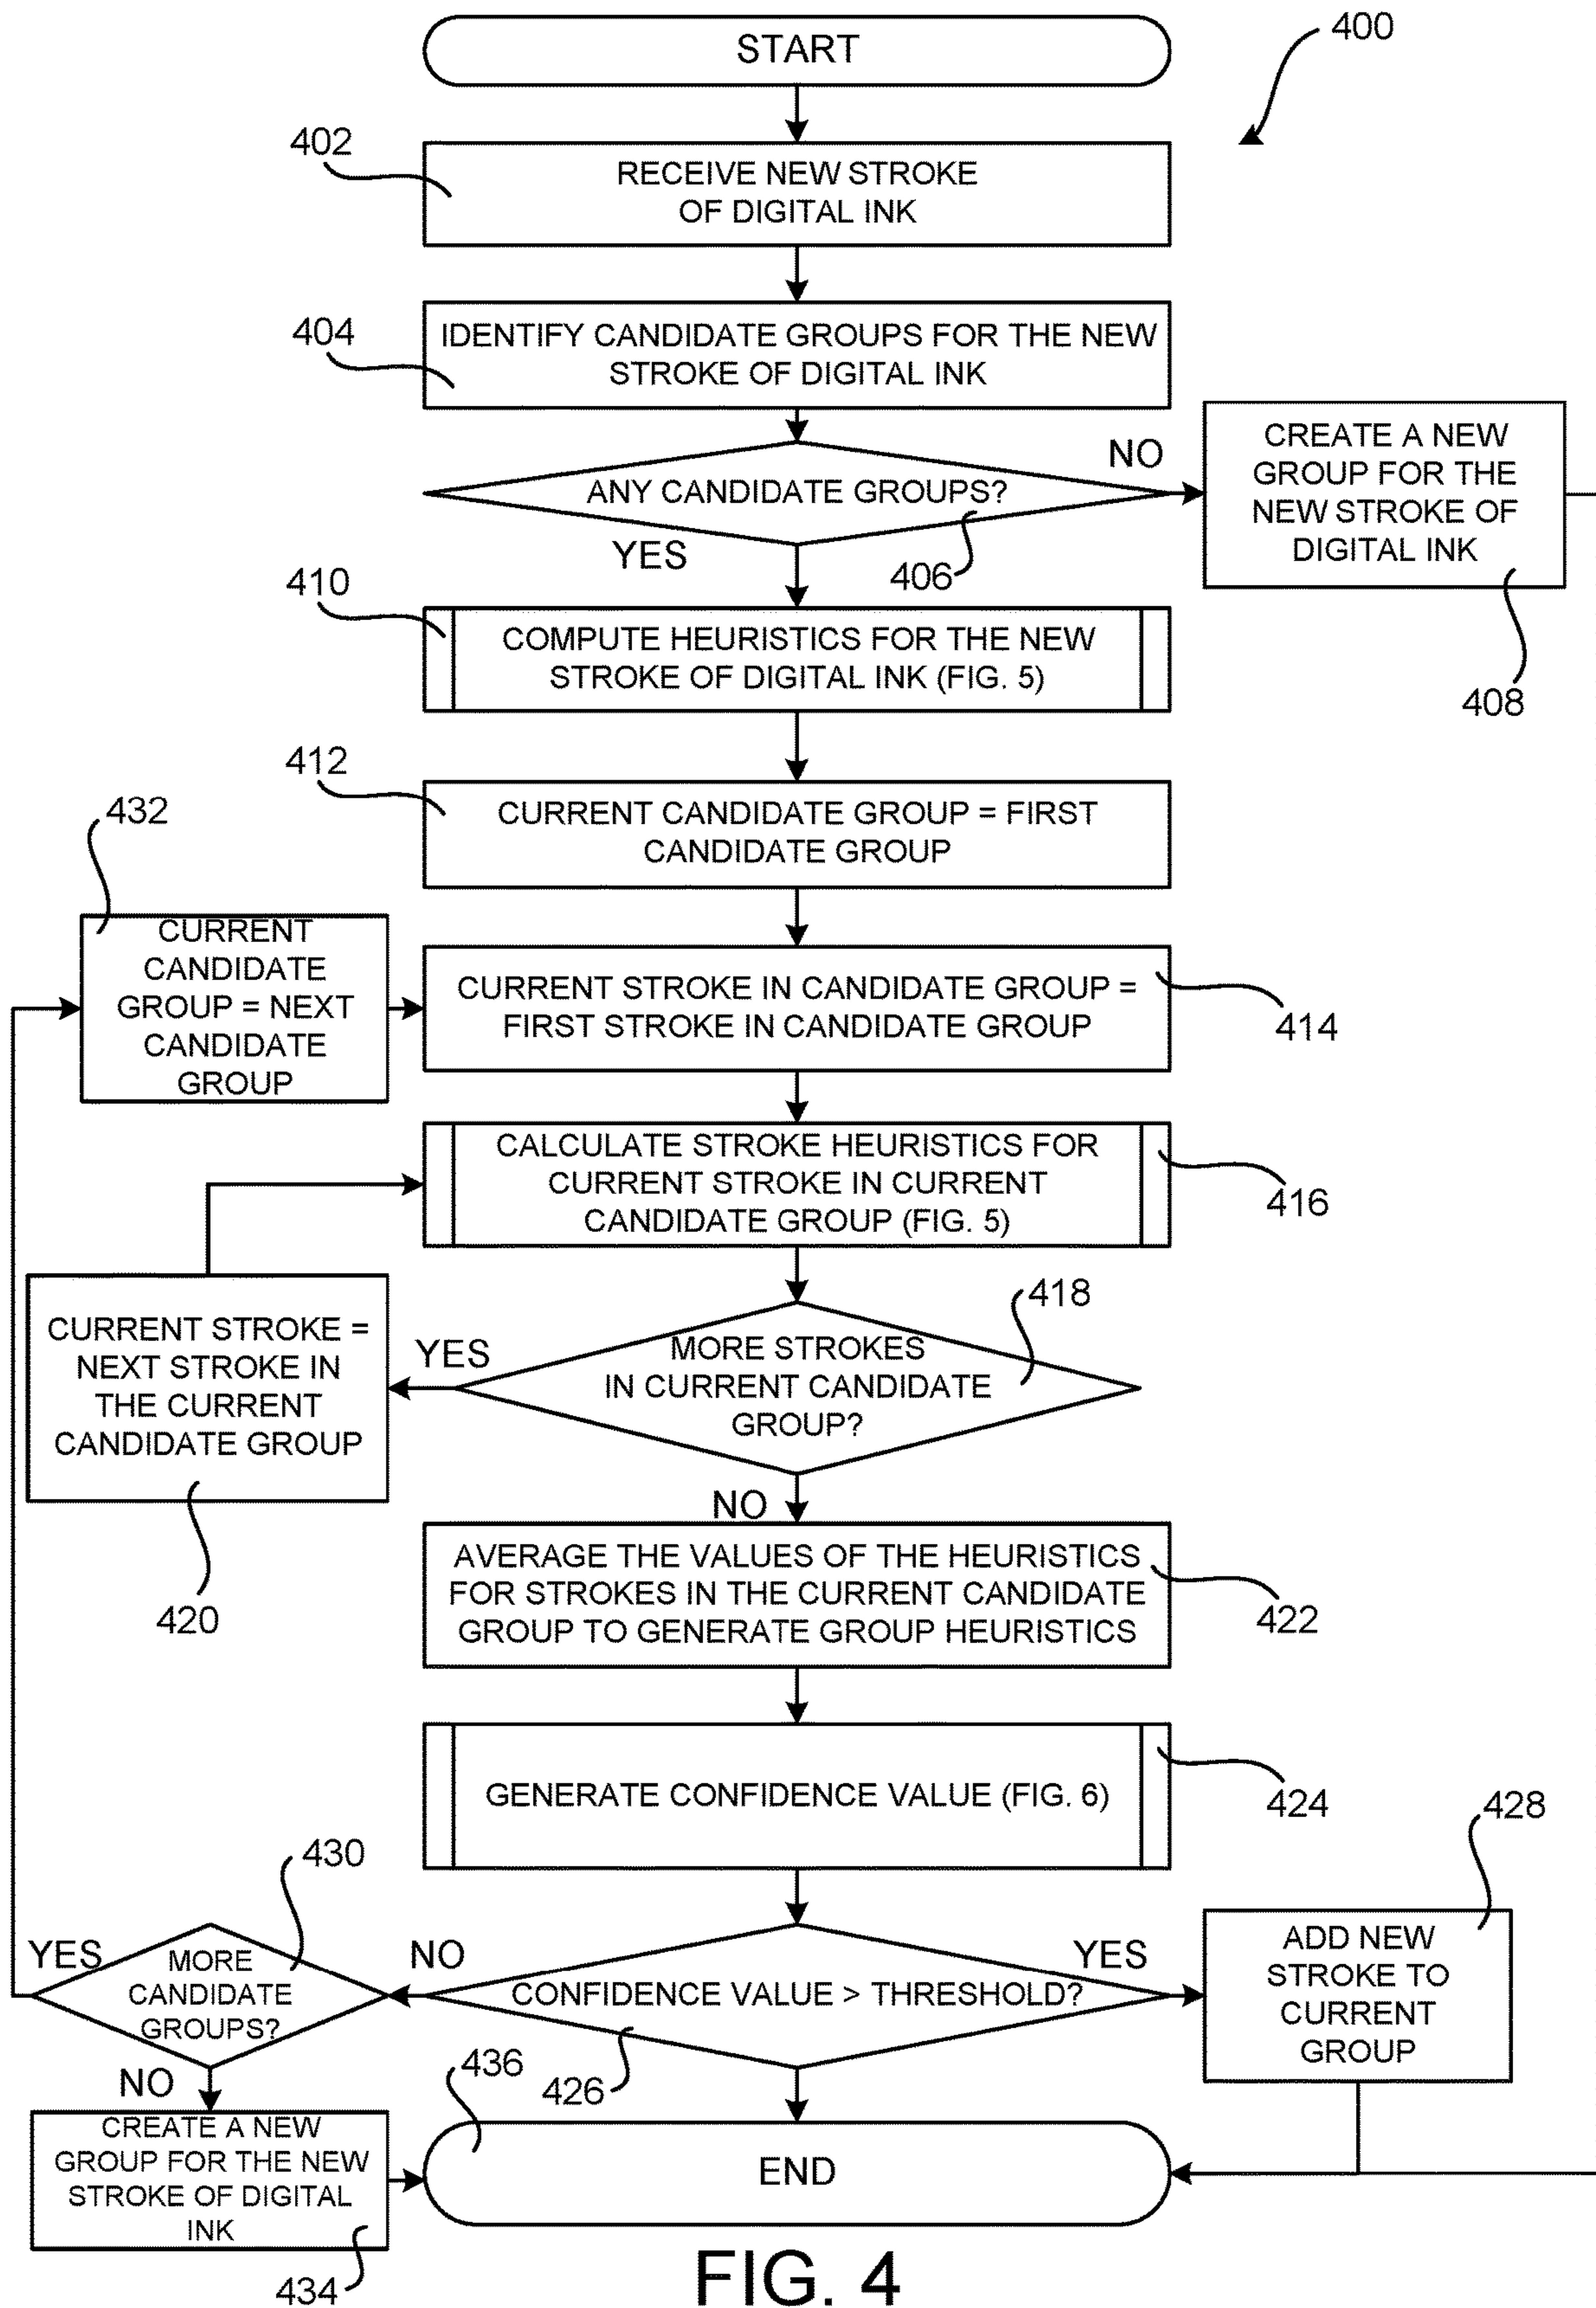 START
400
402
RECEIVE NEW STROKE
OF DIGITAL INK
404
IDENTIFY CANDIDATE GROUPS FOR THE NEW
STROKE OF DIGITAL INK
ANY CANDIDATE GROUPS?
NO
YES
406
CREATE A NEW
GROUP FOR THE
NEW STROKE OF
DIGITAL INK
408
410
COMPUTE HEURISTICS FOR THE NEW
STROKE OF DIGITAL INK (FIG. 5)
412
CURRENT CANDIDATE GROUP = FIRST
CANDIDATE GROUP
432
CURRENT
CANDIDATE
GROUP = NEXT
CANDIDATE
GROUP
CURRENT STROKE IN CANDIDATE GROUP =
FIRST STROKE IN CANDIDATE GROUP
414
CALCULATE STROKE HEURISTICS FOR
CURRENT STROKE IN CURRENT
CANDIDATE GROUP (FIG. 5)
416
418
MORE STROKES
IN CURRENT CANDIDATE
GROUP?
YES
CURRENT STROKE =
NEXT STROKE IN
THE CURRENT
CANDIDATE GROUP
420
NO
AVERAGE THE VALUES OF THE HEURISTICS
FOR STROKES IN THE CURRENT CANDIDATE
GROUP TO GENERATE GROUP HEURISTICS
422
GENERATE CONFIDENCE VALUE (FIG. 6)
424
428
430
YES
MORE
CANDIDATE
GROUPS?
NO
NO
CONFIDENCE VALUE > THRESHOLD?
YES
426
ADD NEW
STROKE TO
CURRENT
GROUP
436
CREATE A NEW
GROUP FOR THE NEW
STROKE OF DIGITAL
INK
434
END
FIG. 4